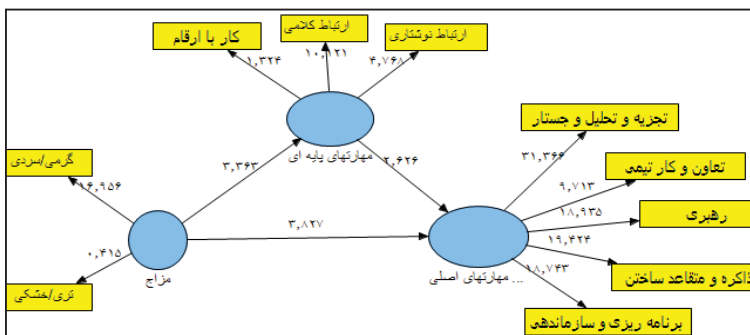 ارتباط کلامی
ارتباط نوشتاری
کار با ارقام
۱,۳۲۴
۱۰,۱۲۱
۴,۷۶۸
تجزیه و تحلیل و جستار
مهارتهای پایه ای
۳۱,۳۶۶
گرمی/سردی
۳,۳۶۳
۲,۶۲۶
تعاون و کار تیمی
۹,۷۱۳
۱۶,۹۵۶
۱۸,۹۳۵
رهبری
۳,۸۲۷
۱۹,۴۲۴
۰,۴۱۵
ذاکره و متقاعد ساختن
مزاج
مهارتهای اصلی ...
۱۸,۷۴۳
تری/خشکی
برنامه ریزی و سازماندهی